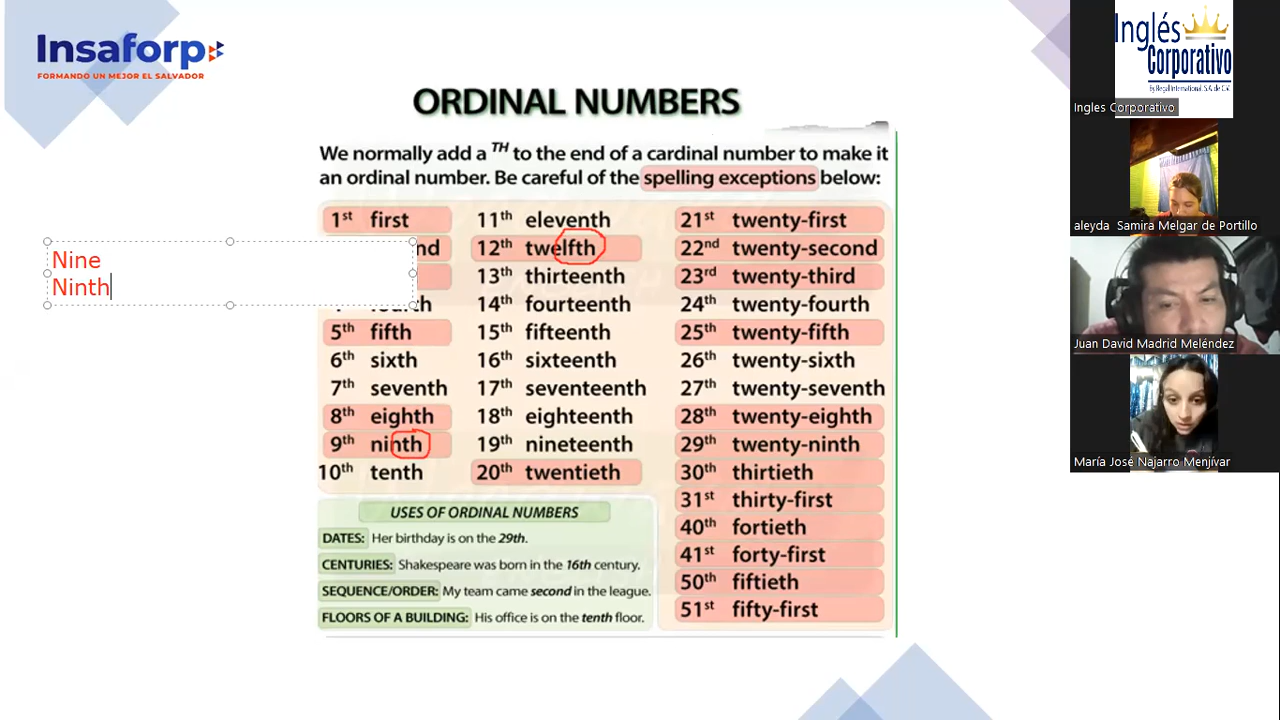 Insaforp
FORMANDO UN MEJOR EL SALVADOR
ORDINAL NUMBERS
We normally add a TH to the end of a cardinal number to make it
an ordinal number. Be careful of the spelling exceptions below:
1st first
nd
th
5th fifth
6th sixth
7th seventh
8th eighth
9th ninth
10th tenth
11th eleventh
12th twelfth
13th thirteenth
14th fourteenth
15th fifteenth
16th sixteenth
17th seventeenth
18th eighteenth
19th nineteenth
20th twentieth
21st twenty-first
22nd twenty-second
23rd twenty-third
24th twenty-fourth
25th twenty-fifth
26th twenty-sixth
27th twenty-seventh
28th twenty-eighth
29th twenty-ninth
30th thirtieth
31st thirty-first
40th fortieth
41st forty-first
50th fiftieth
51st fifty-first
Nine
Ninth
USES OF ORDINAL NUMBERS
DATES: Her birthday is on the 29th.
CENTURIES: Shakespeare was born in the 16th century.
SEQUENCE/ORDER: My team came second in the league.
FLOORS OF A BUILDING: His office is on the tenth floor.
Inglés
Corporativo
By Regal International, S.A. de C.V.
Ingles Corporativo
aleyda Samira Melgar de Portillo
Juan David Madrid Meléndez
María José Najarro Menjívar